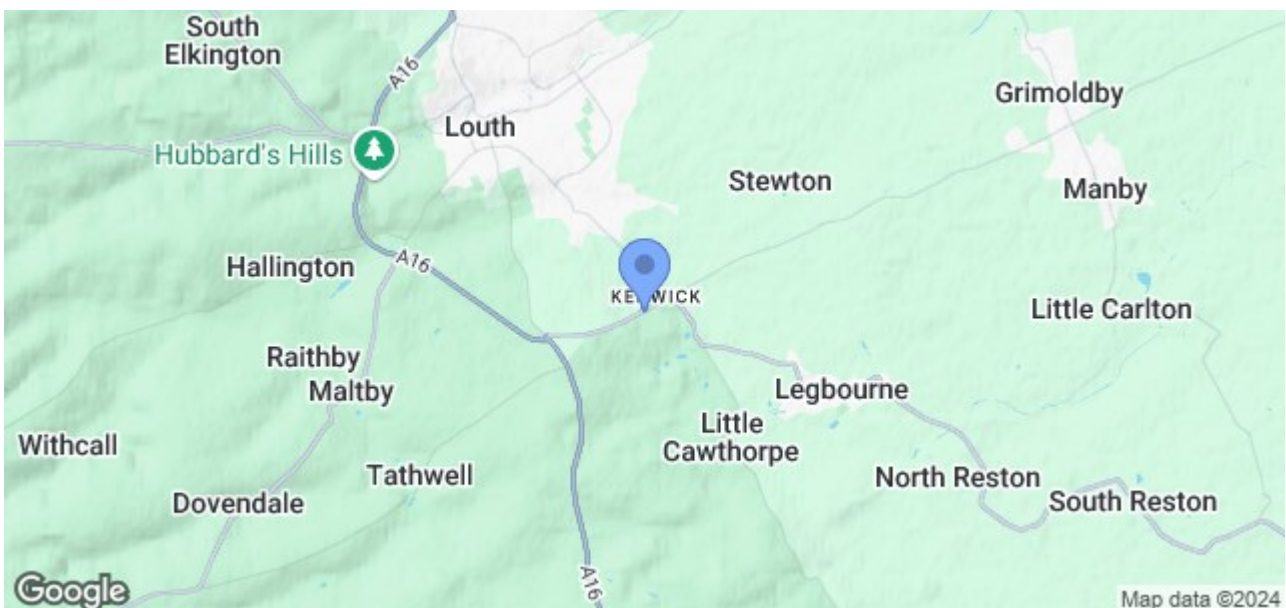 South
Elkington
A16
Grimoldby
Louth
Hubbard's Hills
Stewton
Manby
Hallington
A16
KENWICK
Little Carlton
Raithby
Maltby
Legbourne
Little
Cawthorpe
Withcall
Tathwell
North Reston
Dovendale
South Reston
A16
Google
Map data ©2024